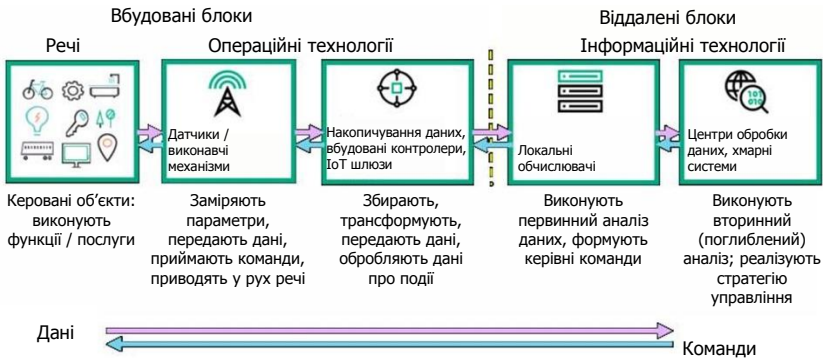 Вбудовані блоки
Віддалені блоки
Речі
Операційні технології
Інформаційні технології
Датчики /
виконавчі
механізми
Накопичування даних,
вбудовані контролери,
IoT шлюзи
Локальні
обчислювачі
101
010
Центри обробки
даних, хмарні
системи
Керовані об’єкти:
виконують
функції / послуги
Заміряють
параметри,
передають дані,
приймають команди,
приводять у рух речі
Збирають,
трансформують,
передають дані,
обробляють дані
про події
Виконують
первинний аналіз
даних, формують
керівні команди
Виконують
вторинний
(поглиблений)
аналіз; реалізують
стратегію
управління
Дані
Команди